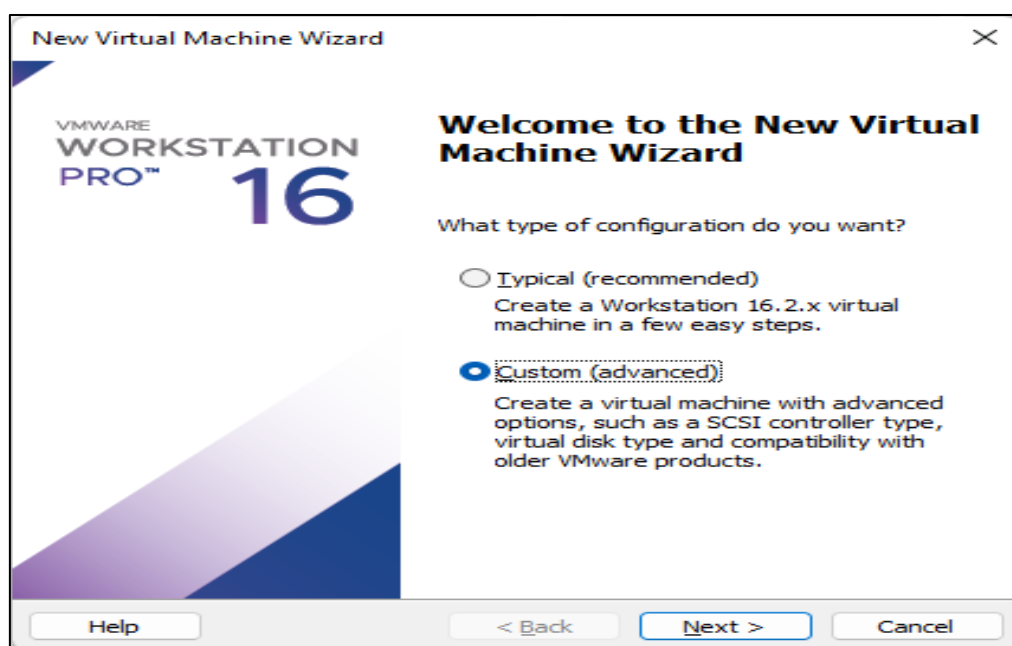 New Virtual Machine Wizard
VMWARE
WORKSTATION
PRO™ 16
Welcome to the New Virtual
Machine Wizard
What type of configuration do you want?
Typical (recommended)
Create a Workstation 16.2.x virtual
machine in a few easy steps.
Custom (advanced)
Create a virtual machine with advanced
options, such as a SCSI controller type,
virtual disk type and compatibility with
older VMware products.
Help
< Back
Next >
Cancel